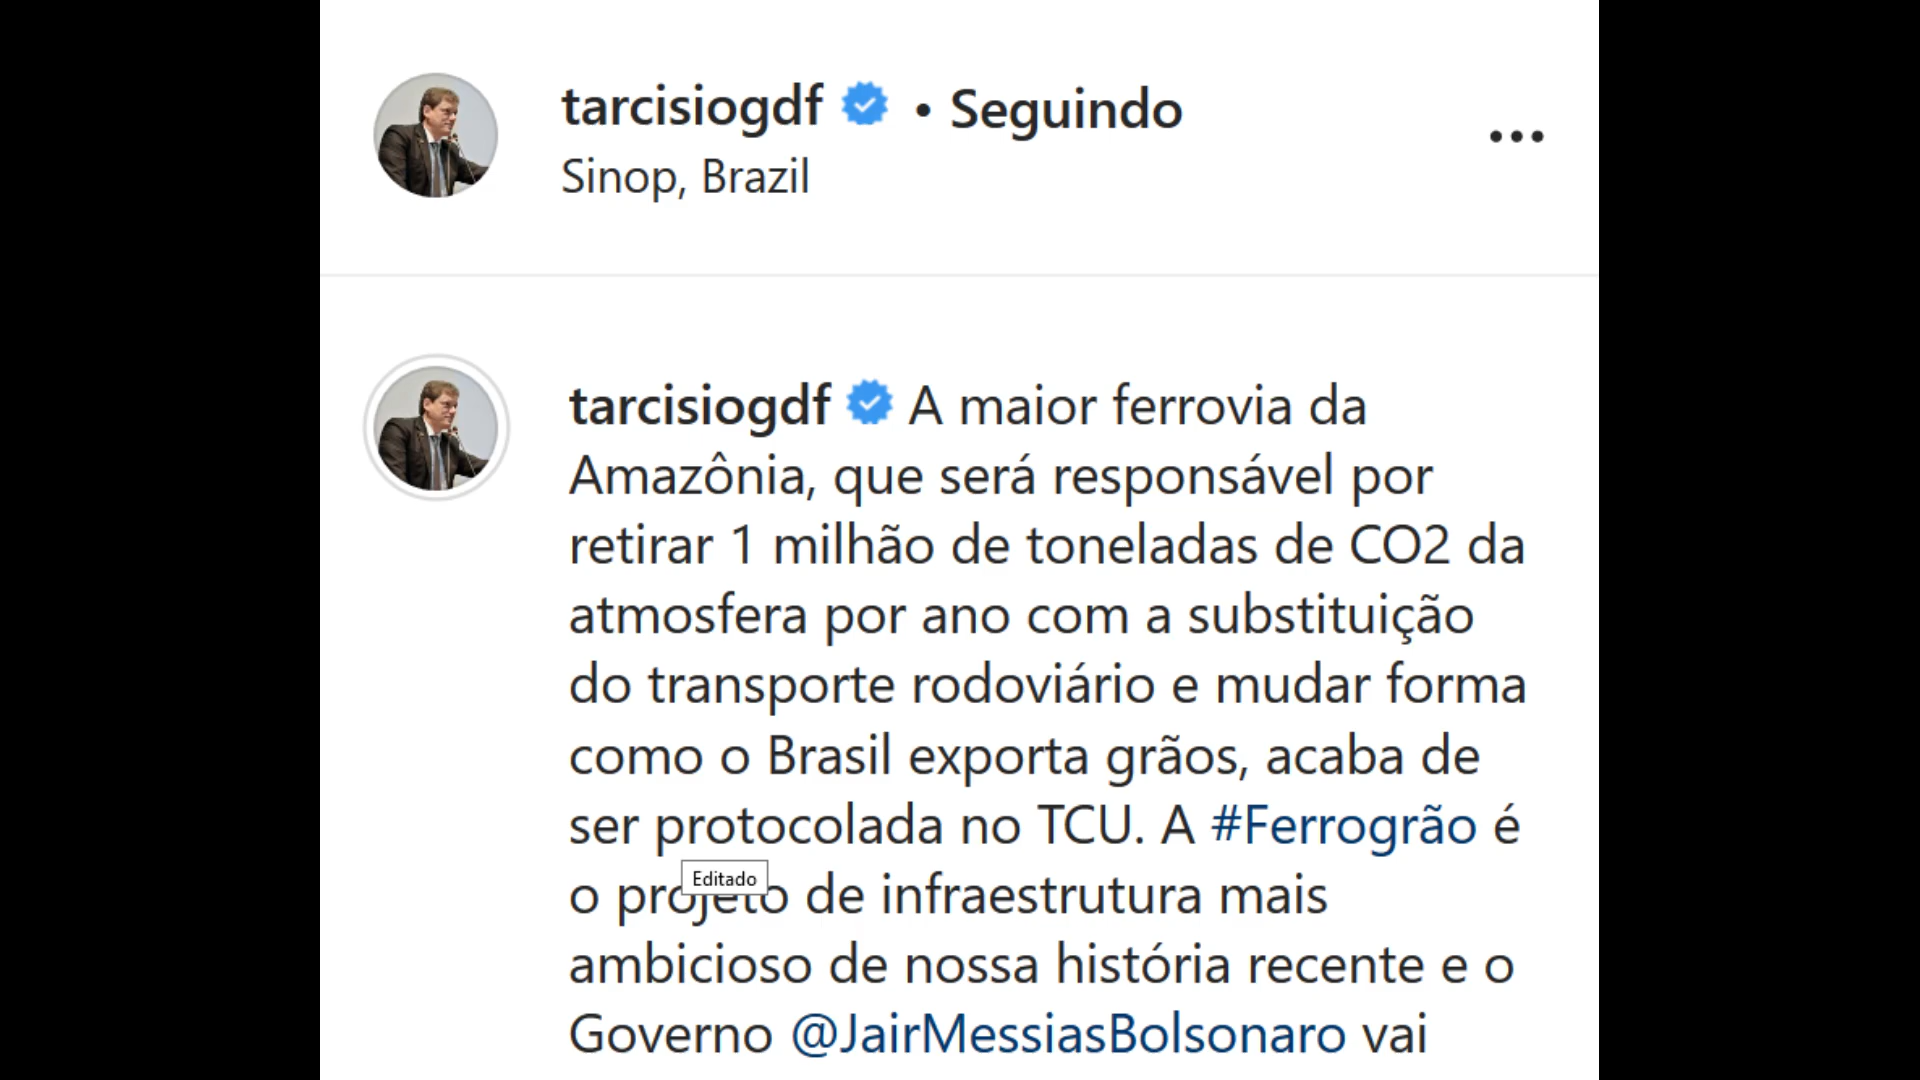 tarcisiogdf • Seguindo
Sinop, Brazil
tarcisiogdf A maior ferrovia da
Amazônia, que será responsável por
retirar 1 milhão de toneladas de CO2 da
atmosfera por ano com a substituição
do transporte rodoviário e mudar forma
como o Brasil exporta grãos, acaba de
ser protocolada no TCU. A #Ferrogrão é
Editado
o projeto de infraestrutura mais
ambicioso de nossa história recente e o
Governo @JairMessiasBolsonaro vai